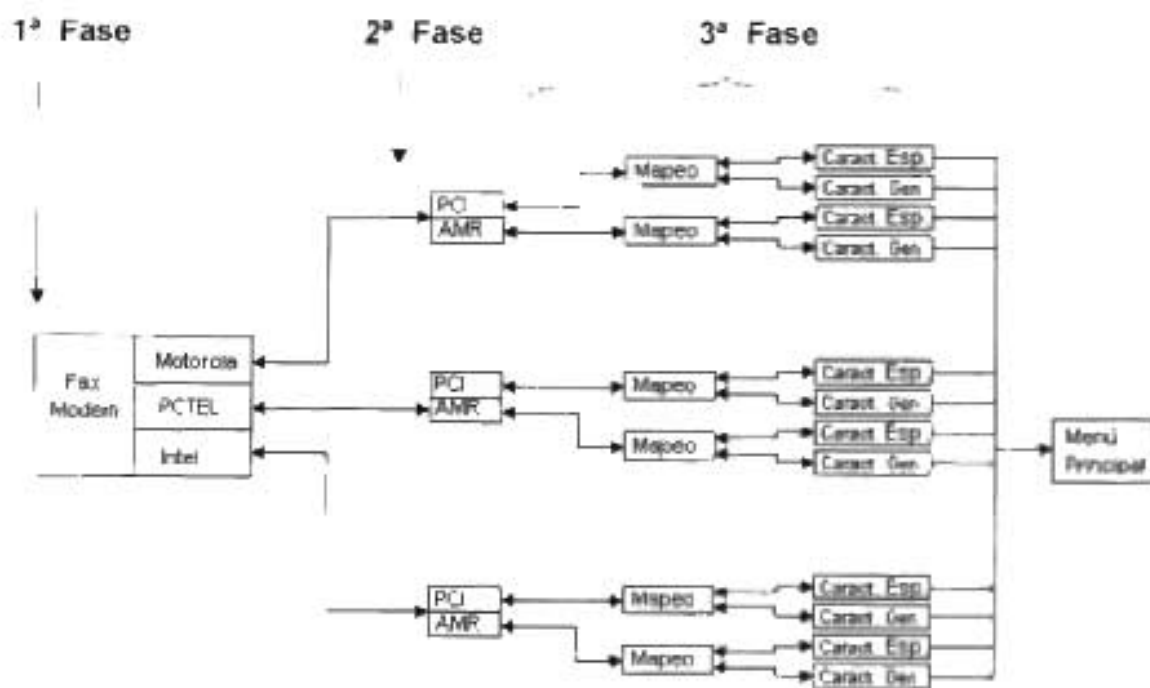 1ª Fase
2ª Fase
3ª Fase
Caract. Esp.
Mapeo
Caract. Gen
PCI
Caract. Esp
AMR
Mapeo
Caract. Gen
Motorola
Fax
Modem
PCTEL
Intel
PCI
AMR
Mapeo
Caract. Esp
Caract. Gen
Mapeo
Caract. Esp
Caract. Gen
Menú
Principal
PCI
AMR
Mapeo
Caract. Esp
Caract. Gen
Mapeo
Caract. Esp
Caract. Gen